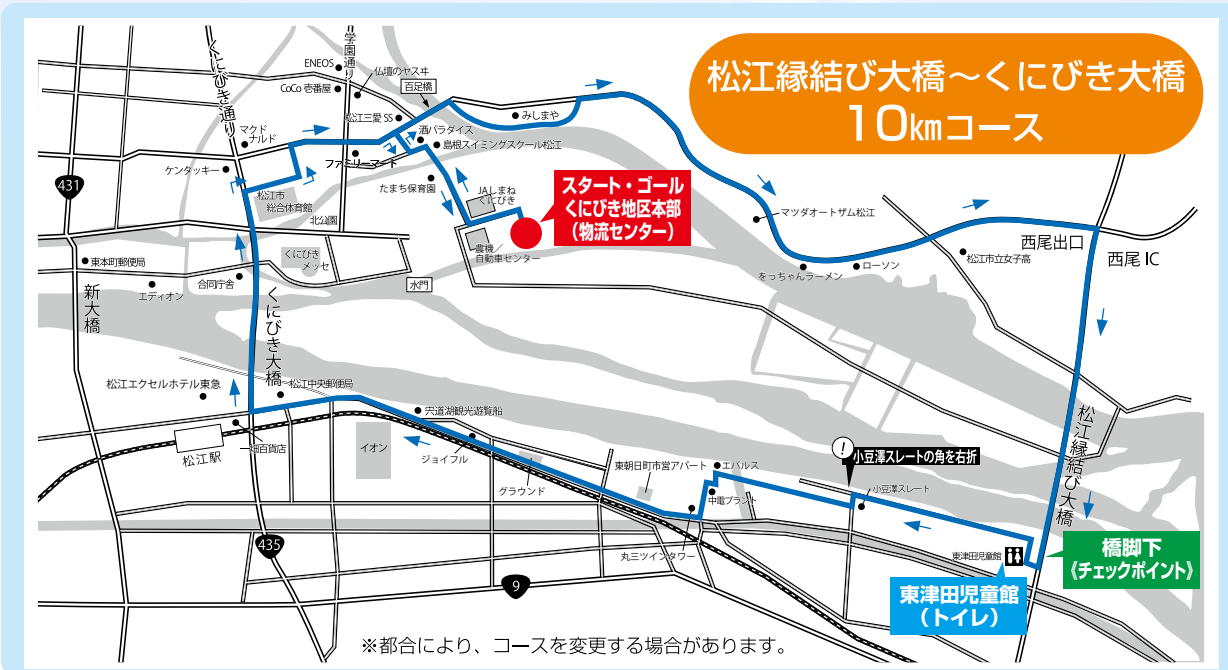 松江縁結び大橋～くにびき大橋
10kmコース
学園通り
くにびき通り
ENEOS
仏壇のヤスヰ
CoCo壱番屋
百足橋
松江三愛SS
マクド
ナルド
酒パラダイス
みしまや
島根スイミングスクール松江
ファミリーマート
ケンタッキー
431
たまち保育園
JAしまね
くにびき
スタート・ゴール
くにびき地区本部
（物流センター）
松江市
総合体育館
北公園
マツダオートザム松江
農機／
自動車センター
西尾出口
西尾IC
松江市立女子高
東本町郵便局
くにびき
メッセ
ローソン
をっちゃんラーメン
合同庁舎
水門
エディオン
新大橋
くにびき大橋
松江エクセルホテル東急
松江中央郵便局
宍道湖観光遊覧船
松江縁結び大橋
一畑百貨店
松江駅
イオン
ジョイフル
！
小豆澤スレートの角を右折
東朝日町市営アパート
エバルス
グラウンド
中電プラント
小豆澤スレート
435
丸三ツインタワー
東津田児童館
橋脚下
《チェックポイント》
9
東津田児童館
（トイレ）
※都合により、コースを変更する場合があります。